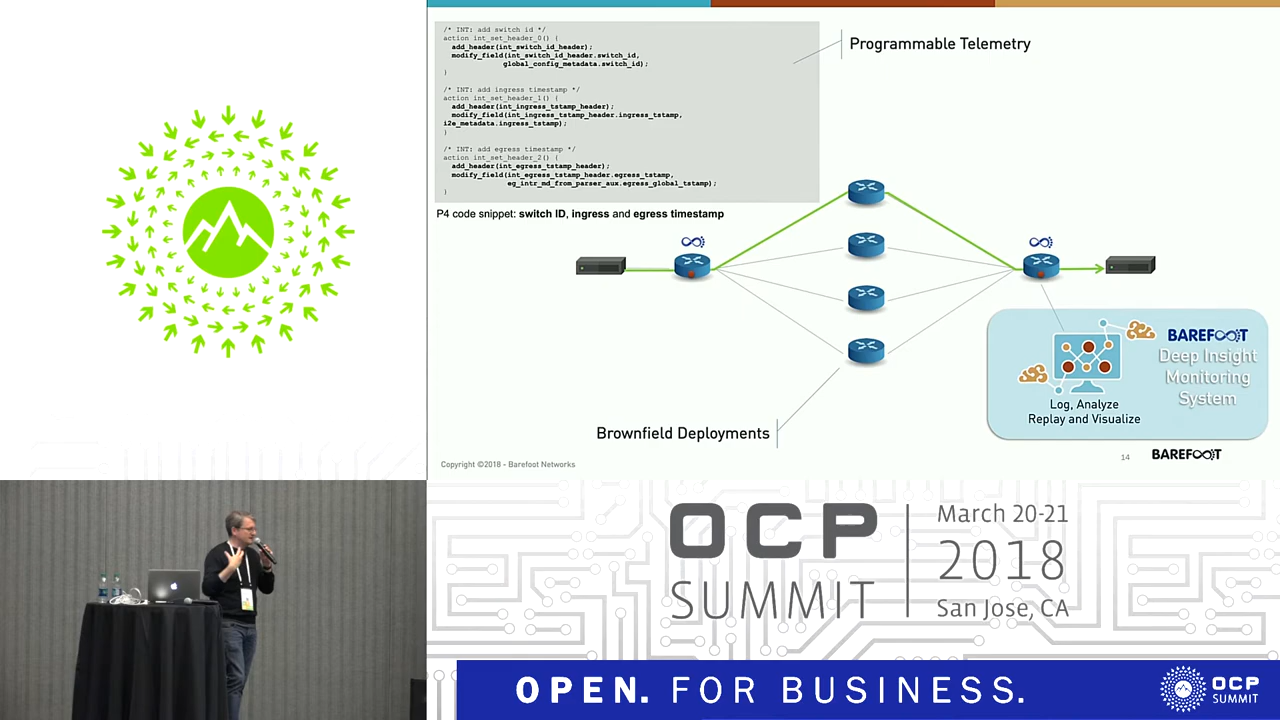 /* INT: add switch id */
action int_set_header_0() {
add_header(int_switch_id_header);
modify_field(int_switch_id_header.switch_id,
global_config_metadata.switch_id);
}
/* INT: add ingress timestamp */
action int_set_header_1() {
add_header(int_ingress_tstamp_header);
modify_field(int_ingress_tstamp_header.ingress_tstamp,
i2e_metadata.ingress_tstamp);
}
/* INT: add egress timestamp */
action int_set_header_2() {
add_header(int_egress_tstamp_header);
modify_field(int_egress_tstamp_header.egress_tstamp,
eg_intr_md_from_parser_aux.egress_global_tstamp);
}
Programmable Telemetry
P4 code snippet: switch ID, ingress and egress timestamp
BAREFOOT
Deep Insight
Monitoring
System
Log, Analyze
Replay and Visualize
Brownfield Deployments
Copyright ©2018 - Barefoot Networks
14
BAREFOOT
OCP
SUMMIT
March 20-21
2018
San Jose, CA
OPEN. FOR BUSINESS.
OCP
SUMMIT